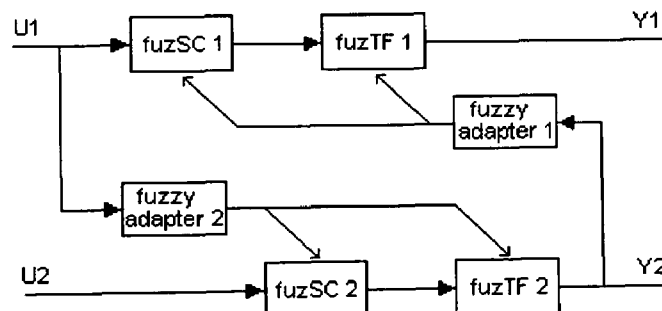 U1
fuzSC 1
fuzTF 1
Y1
fuzzy
adapter 1
fuzzy
adapter 2
U2
fuzSC 2
fuzTF 2
Y2